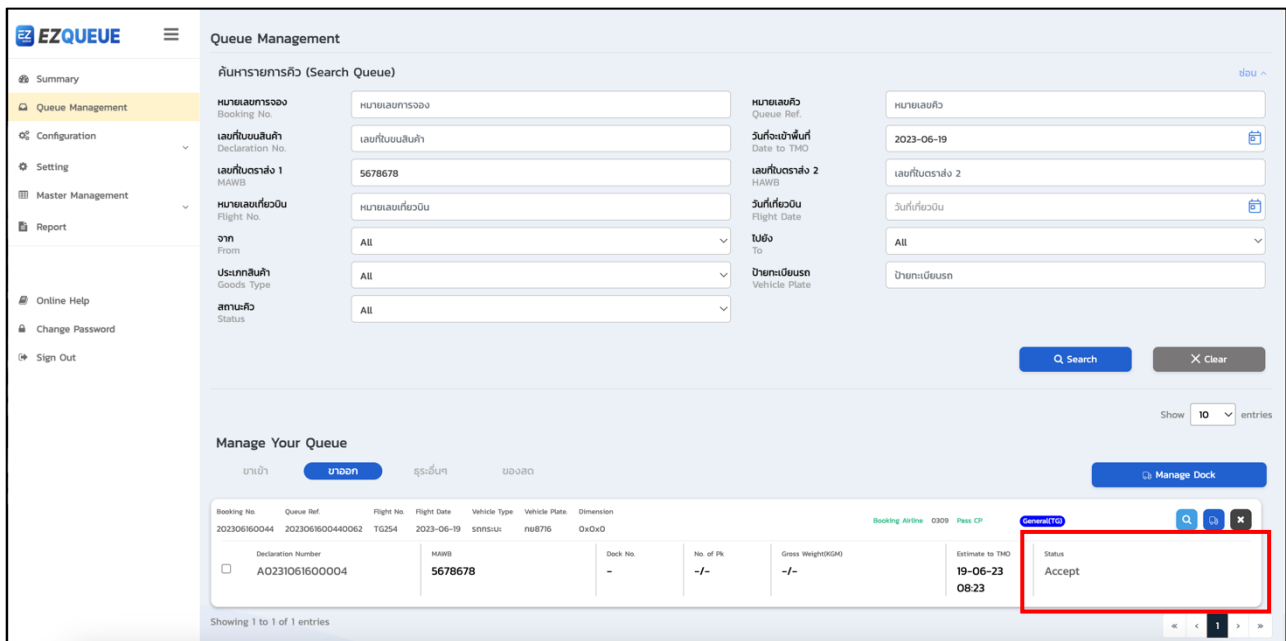 EZ EZQUEUE
Summary
Queue Management
Configuration
Setting
Master Management
Report
Online Help
Change Password
Sign Out
Queue Management
ค้นหารายการคิว (Search Queue)
ซ่อน
หมายเลขการจอง
Booking No.
หมายเลขการจอง
หมายเลขคิว
Queue Ref.
หมายเลขคิว
เลขที่ใบขนสินค้า
Declaration No.
เลขที่ใบขนสินค้า
วันที่จะเข้าพื้นที่
Date to TMO
2023-06-19
เลขที่ใบตราส่ง 1
MAWB
5678678
เลขที่ใบตราส่ง 2
HAWB
เลขที่ใบตราส่ง 2
หมายเลขเที่ยวบิน
Flight No.
หมายเลขเที่ยวบิน
วันที่เที่ยวบิน
Flight Date
วันที่เที่ยวบิน
จาก
From
All
ไปยัง
To
All
ประเภทสินค้า
Goods Type
All
ป้ายทะเบียนรถ
Vehicle Plate
ป้ายทะเบียนรถ
สถานะคิว
Status
All
Search
Clear
Show 10 entries
Manage Your Queue
ขาเข้า ขาออก ธุระอื่นๆ ของสด
Manage Dock
Booking No. Queue Ref. Flight No. Flight Date Vehicle Type Vehicle Plate. Dimension
202306160044 2023061600440062 TG254 2023-06-19 รถกระบะ กย8716 0x0x0
Booking Airline 0309 Pass CP General(TG)
Declaration Number MAWB Dock No. No. of Pk Gross Weight(KGM) Estimate to TMO Status
A0231061600004 5678678 - -/- -/- 19-06-23 Accept
08:23
Showing 1 to 1 of 1 entries
« < 1 > »